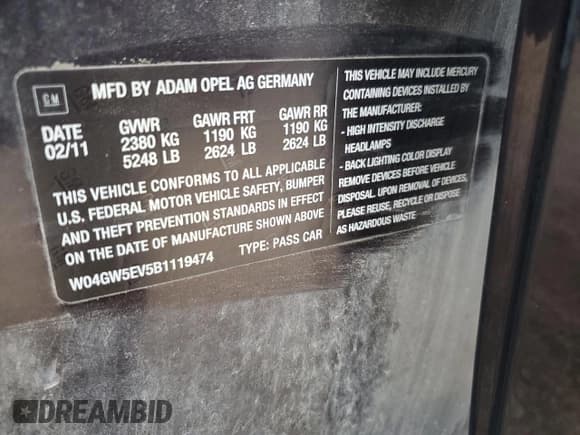 GM
MFD BY ADAM OPEL AG GERMANY
DATE GVWR GAWR FRT GAWR RR
02/11 2380 KG 1190 KG 1190 KG
5248 LB 2624 LB 2624 LB
THIS VEHICLE CONFORMS TO ALL APPLICABLE
U.S. FEDERAL MOTOR VEHICLE SAFETY, BUMPER
AND THEFT PREVENTION STANDARDS IN EFFECT
ON THE DATE OF MANUFACTURE SHOWN ABOVE
W04GW5EV5B1119474 TYPE: PASS CAR
THIS VEHICLE MAY INCLUDE MERCURY
CONTAINING DEVICES INSTALLED BY
THE MANUFACTURER:
- HIGH INTENSITY DISCHARGE
HEADLAMPS
- BACK LIGHTING COLOR DISPLAY
REMOVE DEVICES BEFORE VEHICLE
DISPOSAL. UPON REMOVAL OF DEVICES,
PLEASE REUSE, RECYCLE OR DISPOSE
AS HAZARDOUS WASTE
DREAMBID